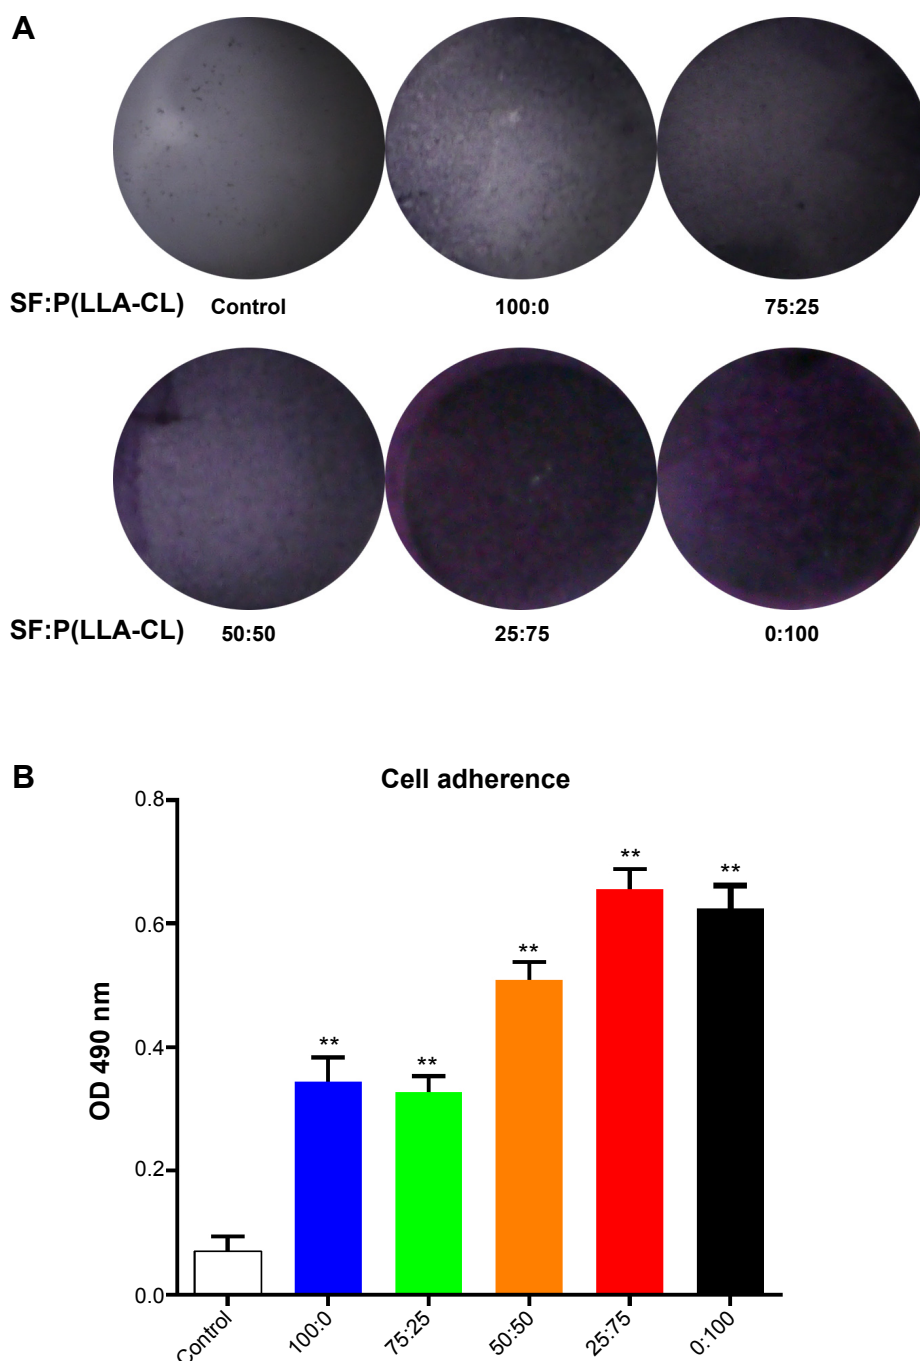 A
SF:P(LLA-CL) Control 100:0 75:25
SF:P(LLA-CL) 50:50 25:75 0:100
B
Cell adherence
OD 490 nm
0.8
0.6
0.4
0.2
0.0
** ** ** ** **
Control 100:0 75:25 50:50 25:75 0:100